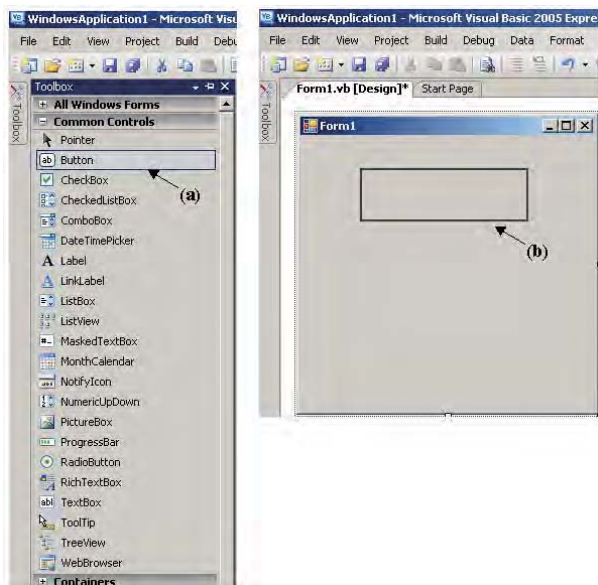 WindowsApplication1 - Microsoft Visu
File Edit View Project Build Debu
Toolbox
Toolbox
All Windows Forms
Common Controls
Pointer
ab Button
(a)
CheckBox
CheckedListBox
ComboBox
DateTimePicker
A Label
A LinkLabel
ListBox
ListView
MaskedTextBox
MonthCalendar
NotifyIcon
NumericUpDown
PictureBox
ProgressBar
RadioButton
RichTextBox
abl TextBox
ToolTip
TreeView
WebBrowser
Containers
WindowsApplication1 - Microsoft Visual Basic 2005 Expre
File Edit View Project Build Debug Data Format
Toolbox
Form1.vb [Design]* Start Page
Form1
(b)